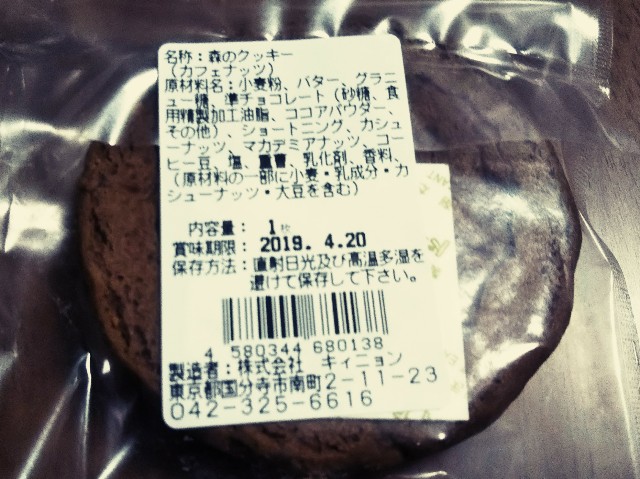 名称：森のクッキー
（カフェナッツ）
原材料名：小麦粉、バター、グラニ
ュー糖、準チョコレート（砂糖、食
用精製加工油脂、ココアパウダー、
その他）、ショートニング、カシュ
ーナッツ、マカデミアナッツ、コー
ヒー豆、塩、重曹、乳化剤、香料、
（原材料の一部に小麦・乳成分・カ
シューナッツ・大豆を含む）
内容量： 1枚
賞味期限： 2019. 4.20
保存方法：直射日光及び高温多湿を
避けて保存して下さい。
4 580344 680138
製造者：株式会社 キィニョン
東京都国分寺市南町2-11-23
042-325-6616